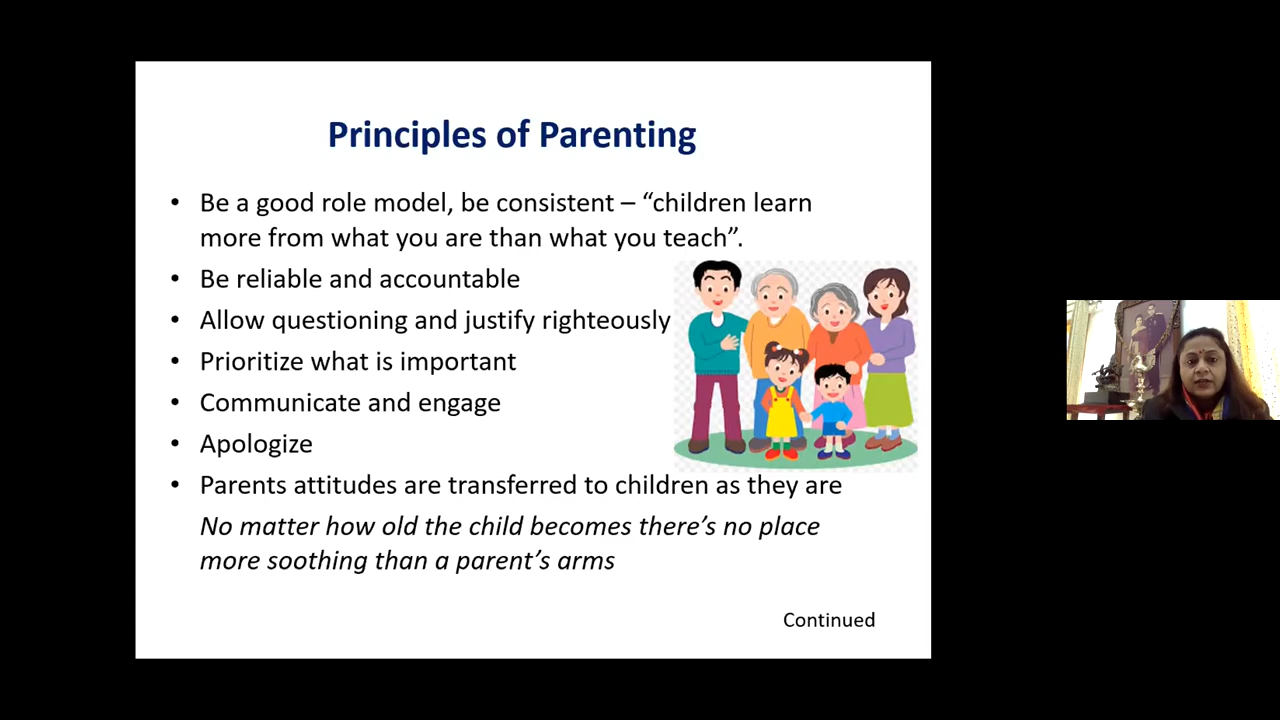 Principles of Parenting
• Be a good role model, be consistent – “children learn
more from what you are than what you teach”.
• Be reliable and accountable
• Allow questioning and justify righteously
• Prioritize what is important
• Communicate and engage
• Apologize
• Parents attitudes are transferred to children as they are
No matter how old the child becomes there’s no place
more soothing than a parent’s arms
Continued